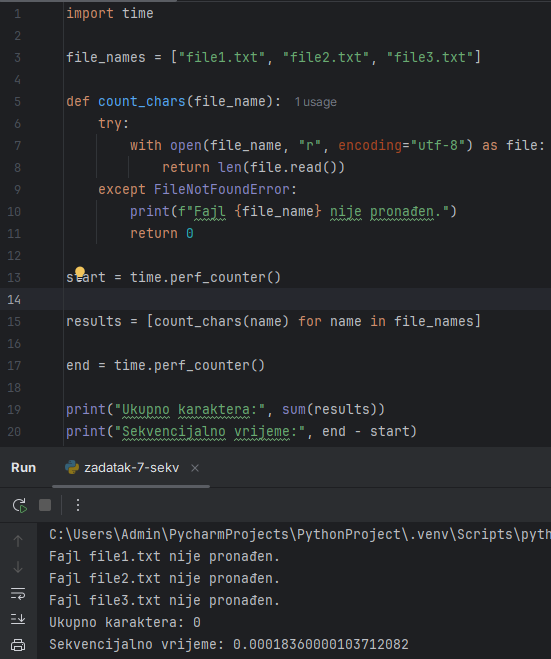 1 import time
2
3 file_names = ["file1.txt", "file2.txt", "file3.txt"]
4
5 def count_chars(file_name): 1 usage
6     try:
7         with open(file_name, "r", encoding="utf-8") as file:
8             return len(file.read())
9     except FileNotFoundError:
10         print(f"Fajl {file_name} nije pronađen.")
11         return 0
12
13 start = time.perf_counter()
14
15 results = [count_chars(name) for name in file_names]
16
17 end = time.perf_counter()
18
19 print("Ukupno karaktera:", sum(results))
20 print("Sekvencijalno vrijeme:", end - start)
Run zadatak-7-sekv
C:\Users\Admin\PycharmProjects\PythonProject\.venv\Scripts\pyth
Fajl file1.txt nije pronađen.
Fajl file2.txt nije pronađen.
Fajl file3.txt nije pronađen.
Ukupno karaktera: 0
Sekvencijalno vrijeme: 0.00018360000103712082